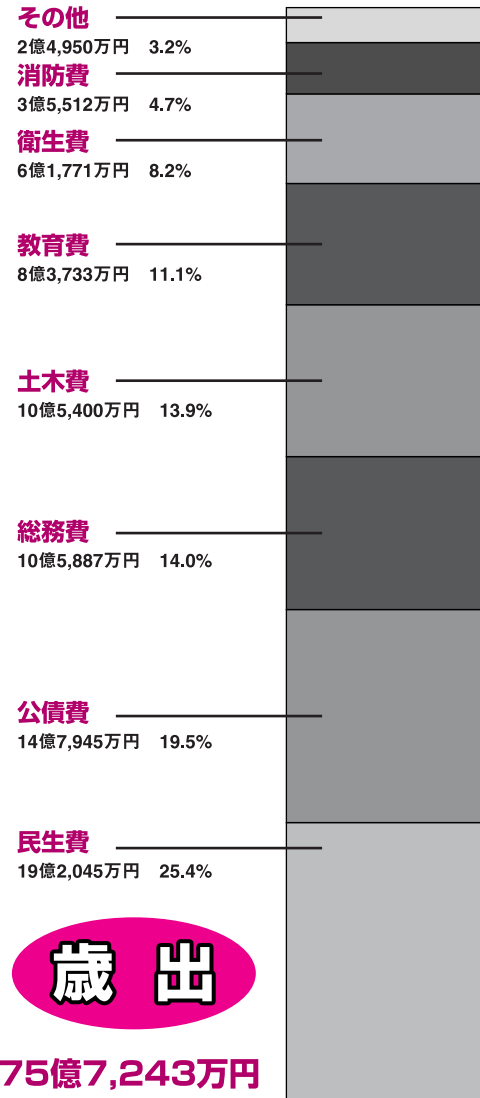 その他
2億4,950万円 3.2%
消防費
3億5,512万円 4.7%
衛生費
6億1,771万円 8.2%
教育費
8億3,733万円 11.1%
土木費
10億5,400万円 13.9%
総務費
10億5,887万円 14.0%
公債費
14億7,945万円 19.5%
民生費
19億2,045万円 25.4%
歳出
75億7,243万円